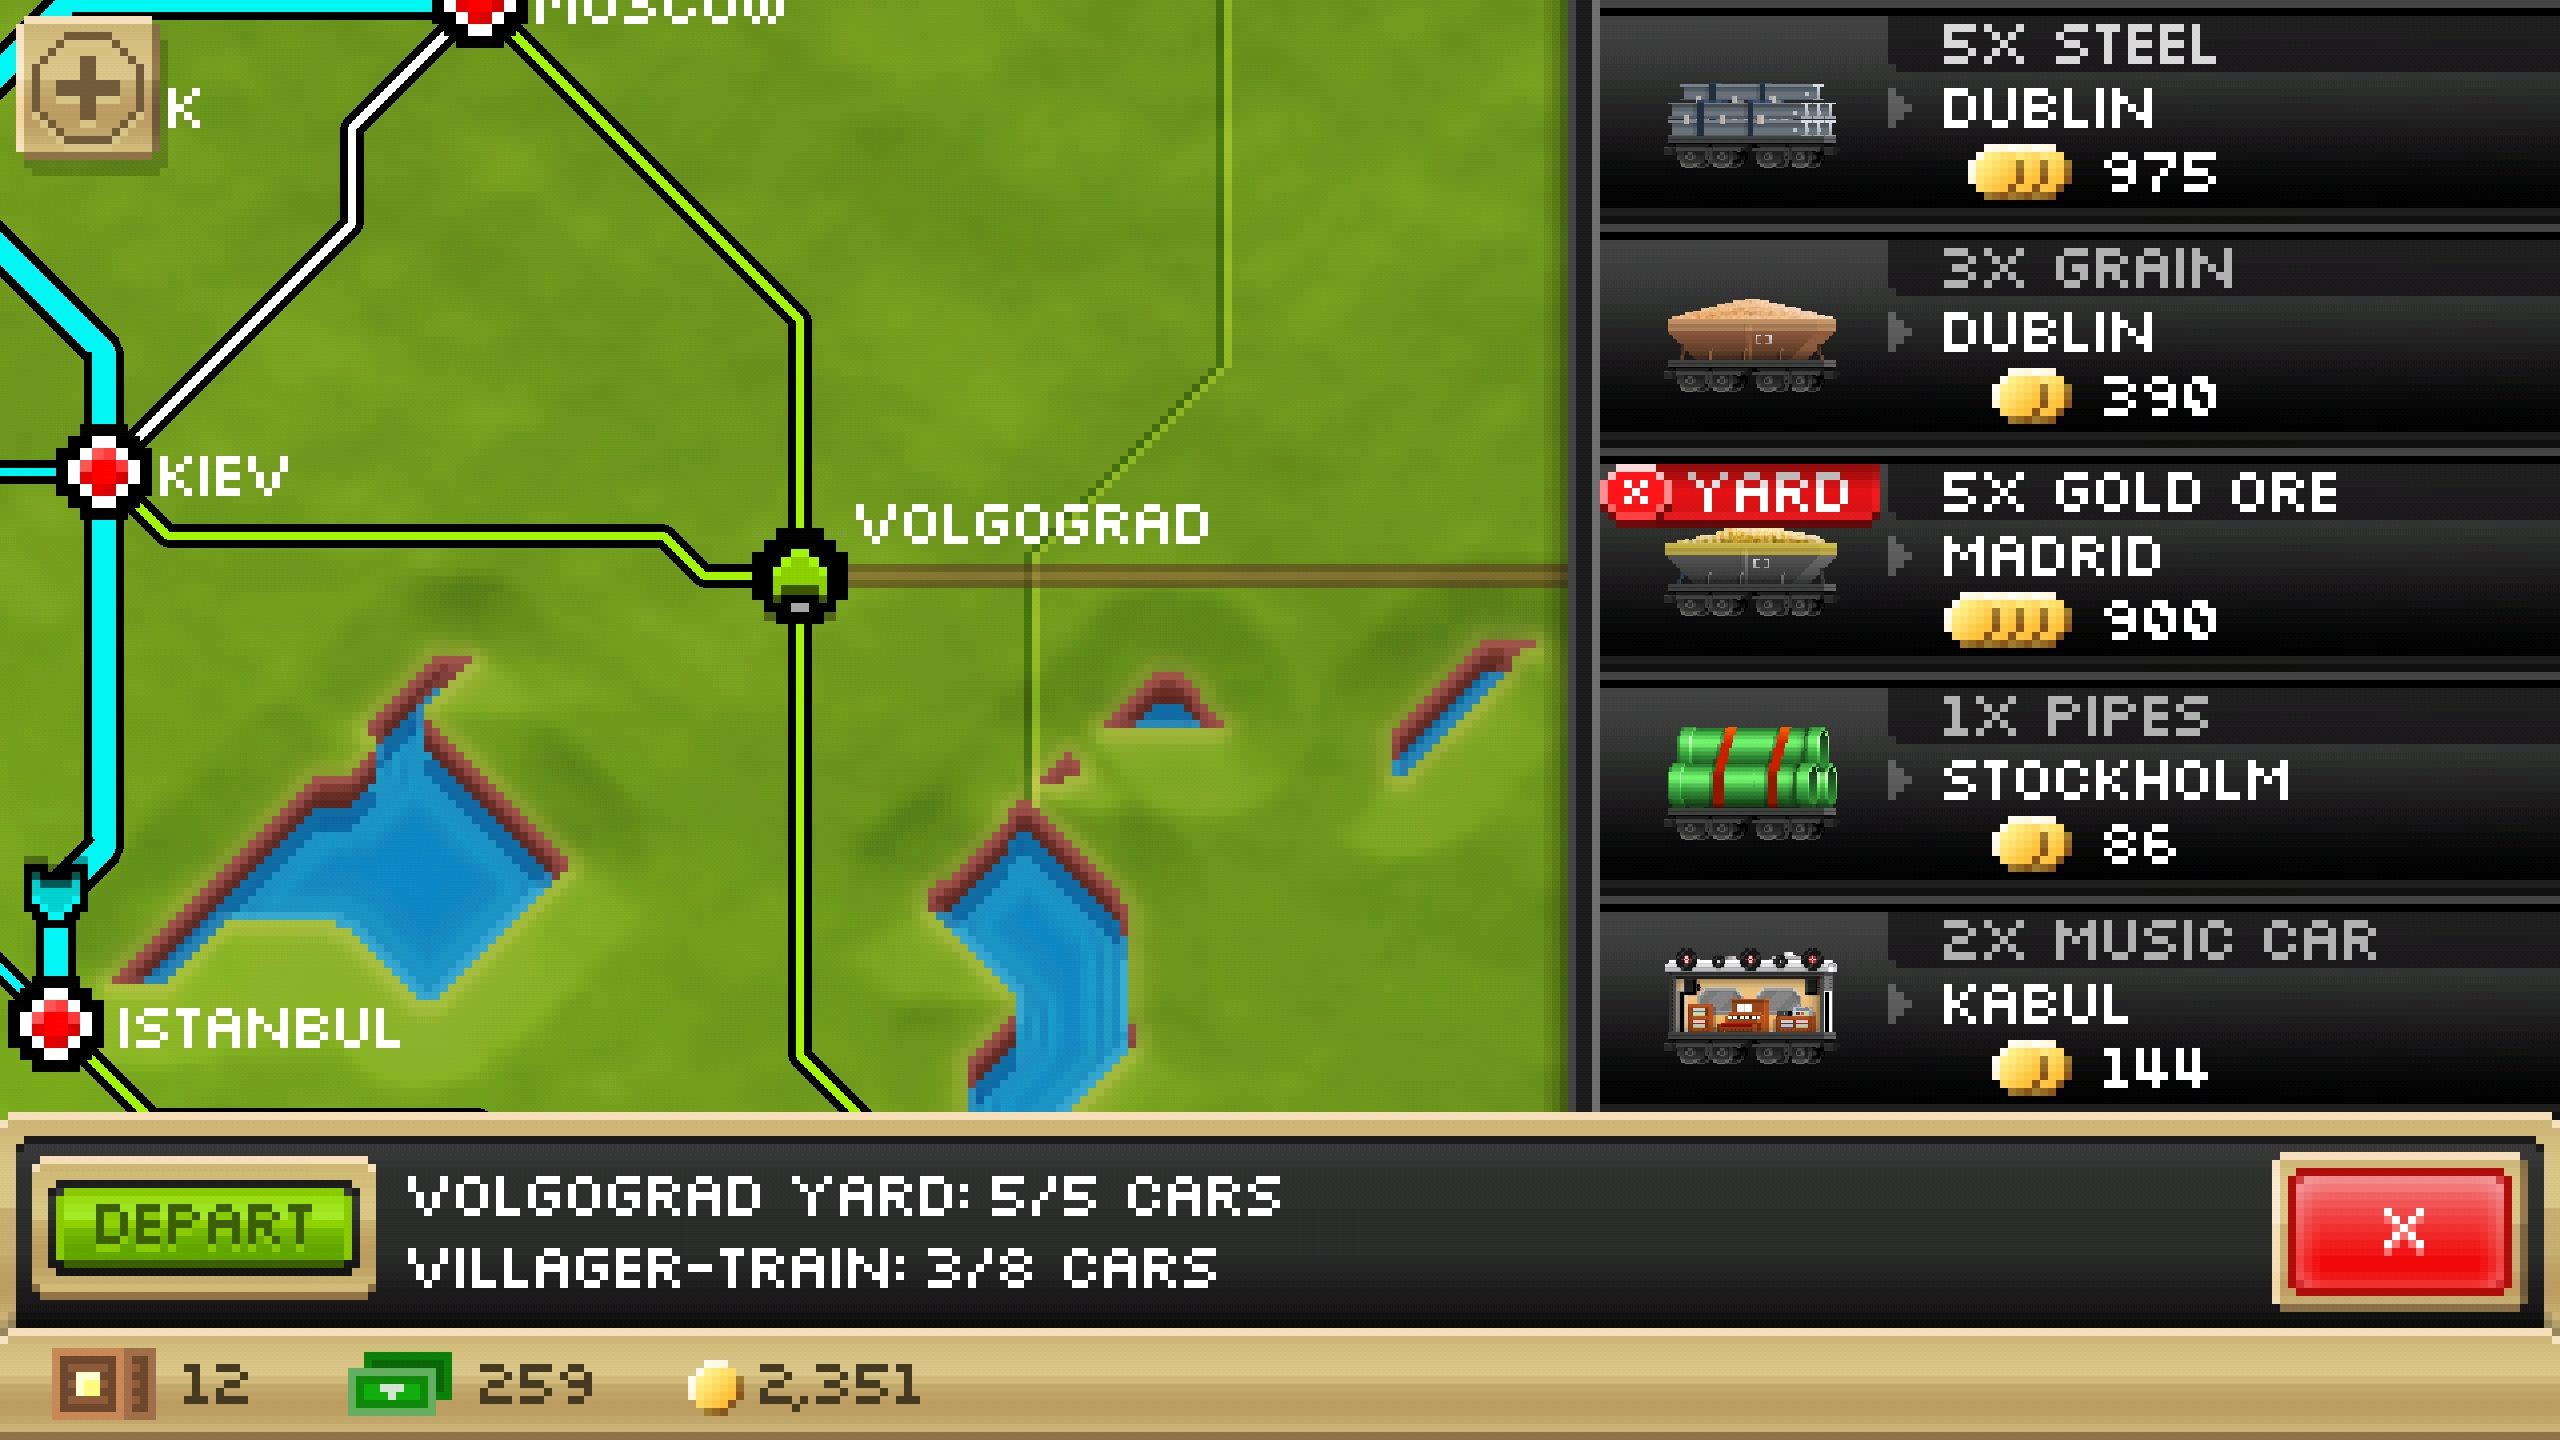 MOSCOW
K
KIEV
VOLGOGRAD
ISTANBUL
5X STEEL
DUBLIN
975
3X GRAIN
DUBLIN
390
YARD
5X GOLD ORE
MADRID
900
1X PIPES
STOCKHOLM
86
2X MUSIC CAR
KABUL
144
DEPART
VOLGOGRAD YARD: 5/5 CARS
VILLAGER-TRAIN: 3/8 CARS
X
12
259
2,351